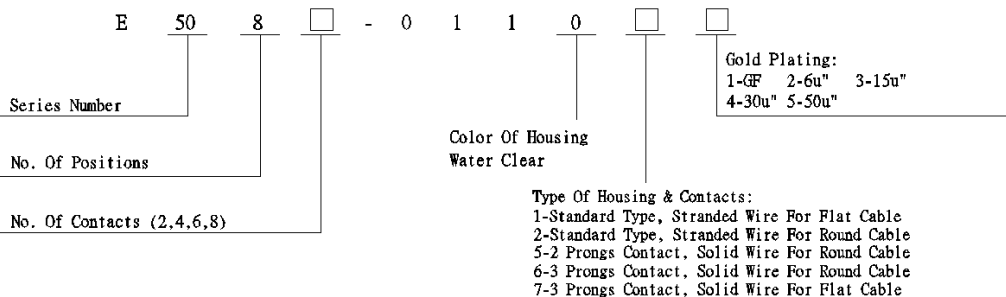 E 50 8 □ - 0 1 1 0 □ □
Gold Plating:
1-GF 2-6u" 3-15u"
4-30u" 5-50u"
Series Number
Color Of Housing
Water Clear
No. Of Positions
Type Of Housing & Contacts:
1-Standard Type, Stranded Wire For Flat Cable
2-Standard Type, Stranded Wire For Round Cable
5-2 Prongs Contact, Solid Wire For Round Cable
6-3 Prongs Contact, Solid Wire For Round Cable
7-3 Prongs Contact, Solid Wire For Flat Cable
No. Of Contacts (2,4,6,8)